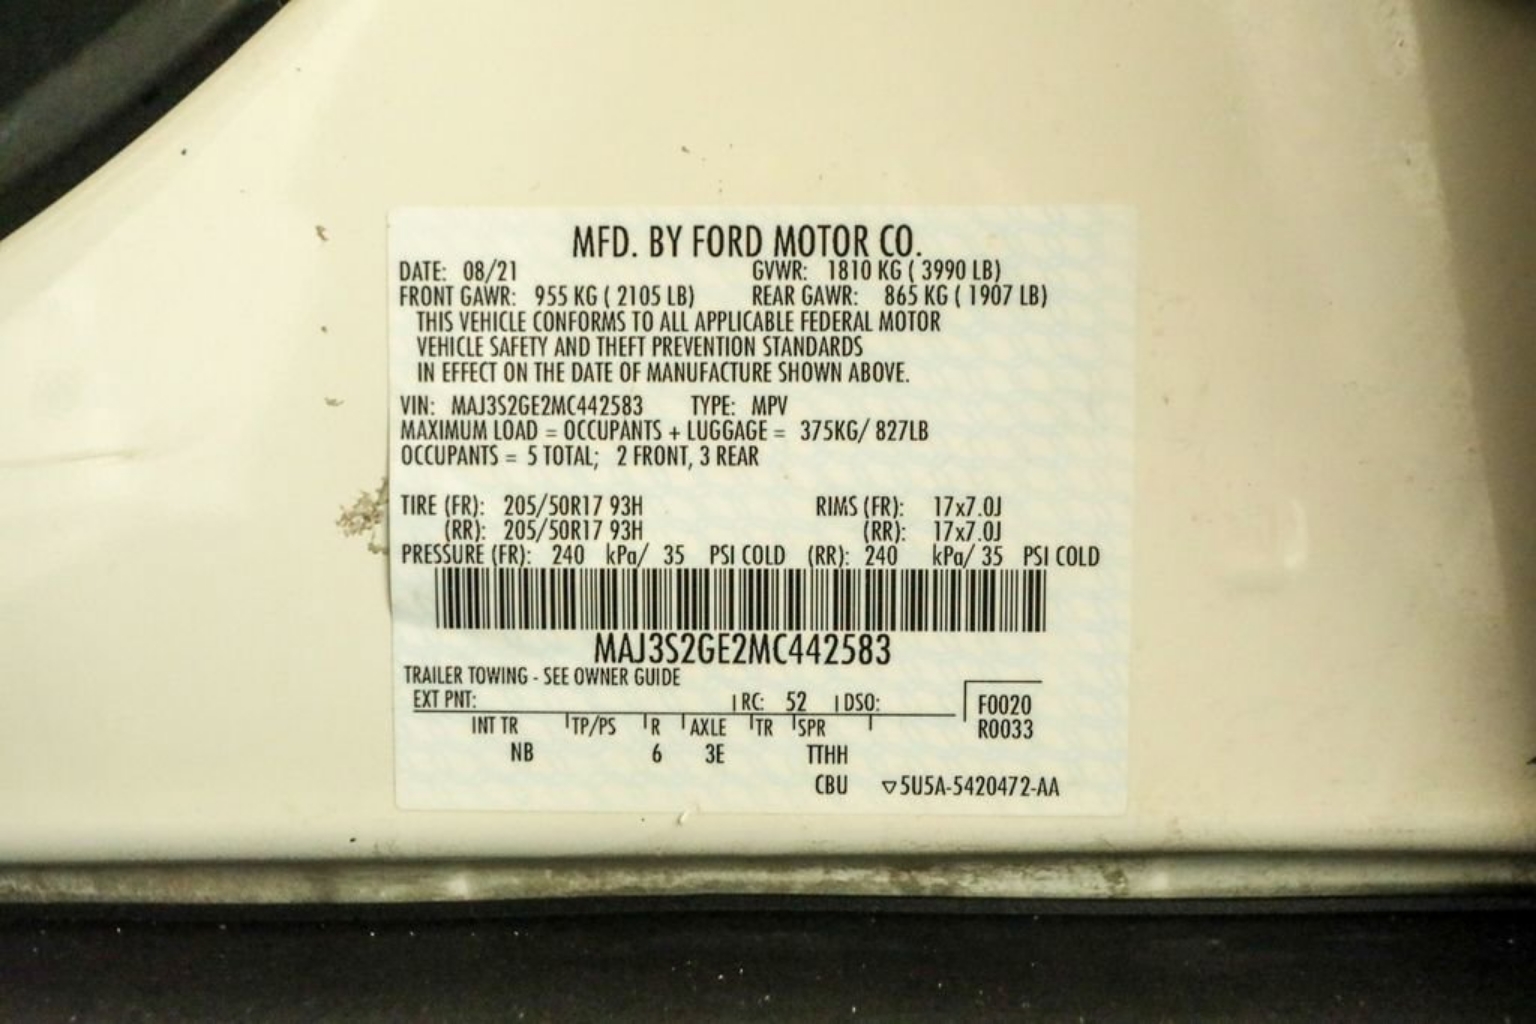 MFD. BY FORD MOTOR CO.
DATE: 08/21 GVWR: 1810 KG ( 3990 LB)
FRONT GAWR: 955 KG ( 2105 LB) REAR GAWR: 865 KG ( 1907 LB)
THIS VEHICLE CONFORMS TO ALL APPLICABLE FEDERAL MOTOR
VEHICLE SAFETY AND THEFT PREVENTION STANDARDS
IN EFFECT ON THE DATE OF MANUFACTURE SHOWN ABOVE.
VIN: MAJ3S2GE2MC442583 TYPE: MPV
MAXIMUM LOAD = OCCUPANTS + LUGGAGE = 375KG/ 827LB
OCCUPANTS = 5 TOTAL; 2 FRONT, 3 REAR
TIRE (FR): 205/50R17 93H RIMS (FR): 17x7.0J
(RR): 205/50R17 93H (RR): 17x7.0J
PRESSURE (FR): 240 kPa/ 35 PSI COLD (RR): 240 kPa/ 35 PSI COLD
MAJ3S2GE2MC442583
TRAILER TOWING - SEE OWNER GUIDE
EXT PNT: RC: 52 DSO: F0020
INT TR TP/PS R AXLE TR SPR R0033
NB 6 3E TTHH
CBU ▽5U5A-5420472-AA